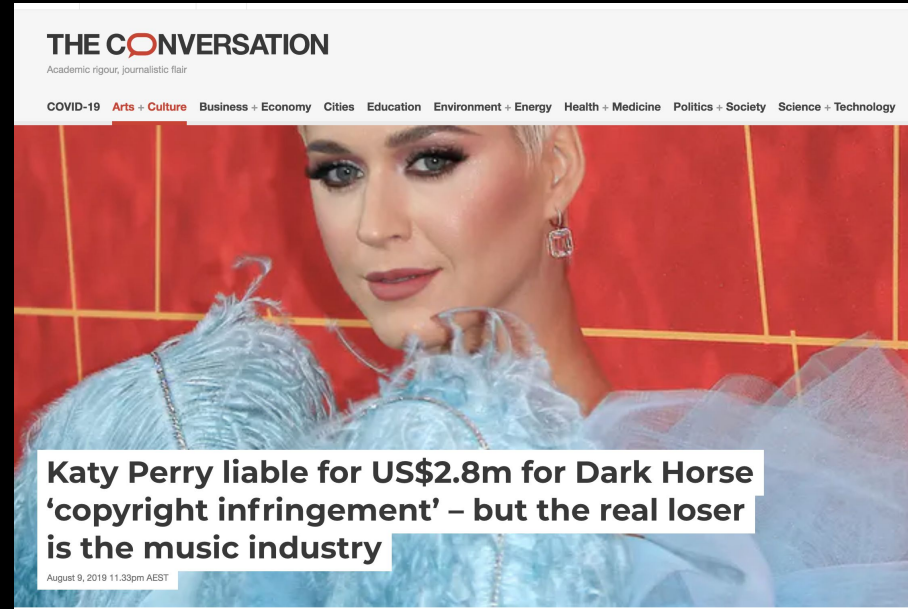 THE CONVERSATION
Academic rigour, journalistic flair
COVID-19 Arts + Culture Business + Economy Cities Education Environment + Energy Health + Medicine Politics + Society Science + Technology
Katy Perry liable for US$2.8m for Dark Horse
‘copyright infringement’ – but the real loser
is the music industry
August 9, 2019 11.33pm AEST